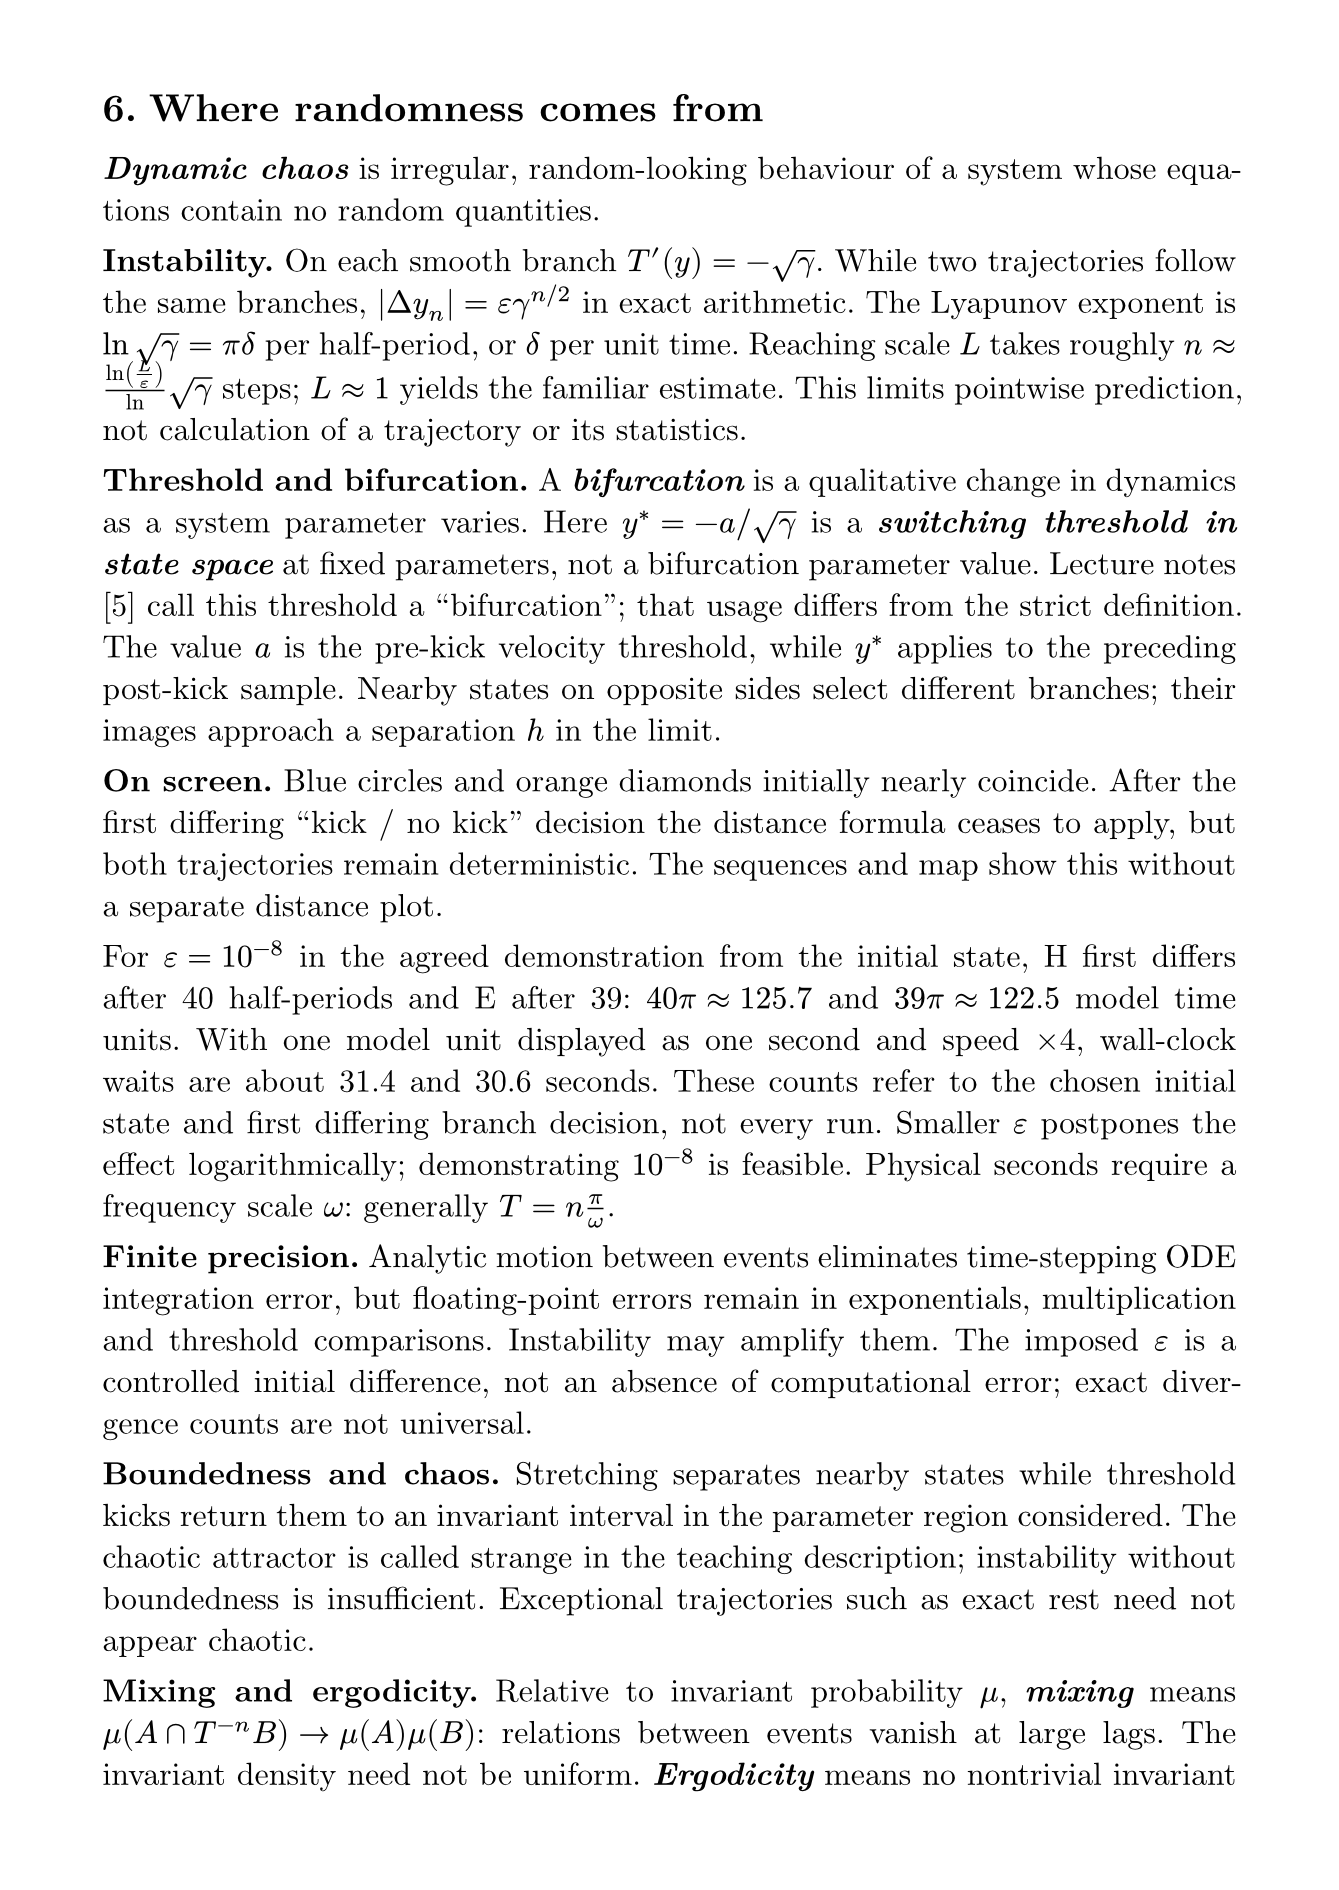 6. Where randomness comes from
Dynamic chaos is irregular, random-looking behaviour of a system whose equa-
tions contain no random quantities.
Instability. On each smooth branch T′(y) = −√γ. While two trajectories follow
the same branches, |Δyₙ| = εγ^{n/2} in exact arithmetic. The Lyapunov exponent is
ln √γ = πδ per half-period, or δ per unit time. Reaching scale L takes roughly n ≈
ln(L/ε)/ln √γ steps; L ≈ 1 yields the familiar estimate. This limits pointwise prediction,
not calculation of a trajectory or its statistics.
Threshold and bifurcation. A bifurcation is a qualitative change in dynamics
as a system parameter varies. Here y* = −a/√γ is a switching threshold in
state space at fixed parameters, not a bifurcation parameter value. Lecture notes
[5] call this threshold a “bifurcation”; that usage differs from the strict definition.
The value a is the pre-kick velocity threshold, while y* applies to the preceding
post-kick sample. Nearby states on opposite sides select different branches; their
images approach a separation h in the limit.
On screen. Blue circles and orange diamonds initially nearly coincide. After the
first differing “kick / no kick” decision the distance formula ceases to apply, but
both trajectories remain deterministic. The sequences and map show this without
a separate distance plot.
For ε = 10⁻⁸ in the agreed demonstration from the initial state, H first differs
after 40 half-periods and E after 39: 40π ≈ 125.7 and 39π ≈ 122.5 model time
units. With one model unit displayed as one second and speed ×4, wall-clock
waits are about 31.4 and 30.6 seconds. These counts refer to the chosen initial
state and first differing branch decision, not every run. Smaller ε postpones the
effect logarithmically; demonstrating 10⁻⁸ is feasible. Physical seconds require a
frequency scale ω: generally T = n π/ω.
Finite precision. Analytic motion between events eliminates time-stepping ODE
integration error, but floating-point errors remain in exponentials, multiplication
and threshold comparisons. Instability may amplify them. The imposed ε is a
controlled initial difference, not an absence of computational error; exact diver-
gence counts are not universal.
Boundedness and chaos. Stretching separates nearby states while threshold
kicks return them to an invariant interval in the parameter region considered. The
chaotic attractor is called strange in the teaching description; instability without
boundedness is insufficient. Exceptional trajectories such as exact rest need not
appear chaotic.
Mixing and ergodicity. Relative to invariant probability μ, mixing means
μ(A ∩ T⁻ⁿB) → μ(A)μ(B): relations between events vanish at large lags. The
invariant density need not be uniform. Ergodicity means no nontrivial invariant